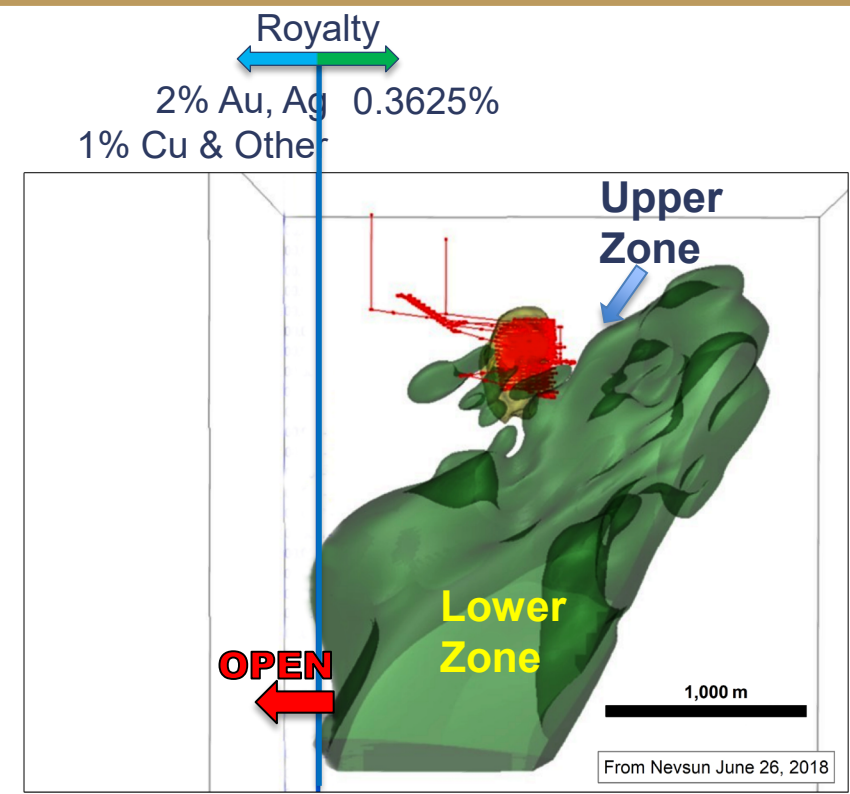 Royalty
2% Au, Ag 0.3625%
1% Cu & Other
Upper
Zone
Lower
Zone
OPEN
1,000 m
From Nevsun June 26, 2018